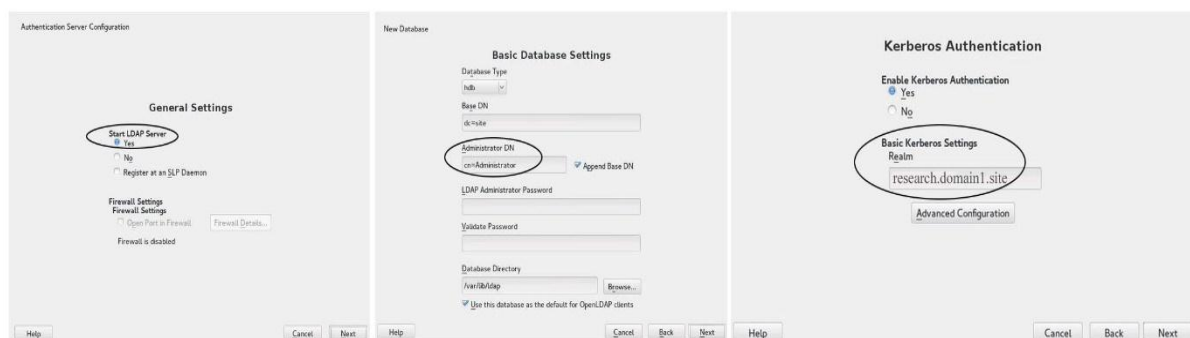 Authentication Server Configuration
General Settings
Start LDAP Server
Yes
No
Register at an SLP Daemon
Firewall Settings
Firewall Settings
Open Port in Firewall Firewall Details...
Firewall is disabled
Help Cancel Next
New Database
Basic Database Settings
Database Type
hdb
Base DN
dc=site
Administrator DN
cn=Administrator Append Base DN
LDAP Administrator Password
Validate Password
Database Directory
/var/lib/ldap Browse...
Use this database as the default for OpenLDAP clients
Help Cancel Back Next
Kerberos Authentication
Enable Kerberos Authentication
Yes
No
Basic Kerberos Settings
Realm
research.domain1.site
Advanced Configuration
Help Cancel Back Next